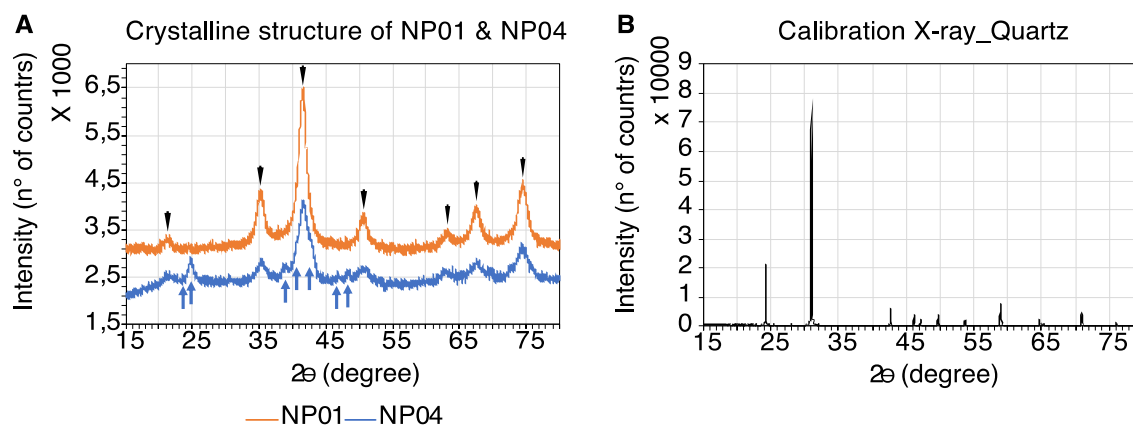 A
Crystalline structure of NP01 & NP04
Intensity (n° of countrs)
X 1000
6,5
5,5
4,5
3,5
2,5
1,5
15 25 35 45 55 65 75
2ɵ (degree)
NP01 NP04
B
Calibration X-ray_Quartz
Intensity (n° of countrs)
x 10000
9
8
7
6
5
4
3
2
1
0
15 25 35 45 55 65 75
2ɵ (degree)